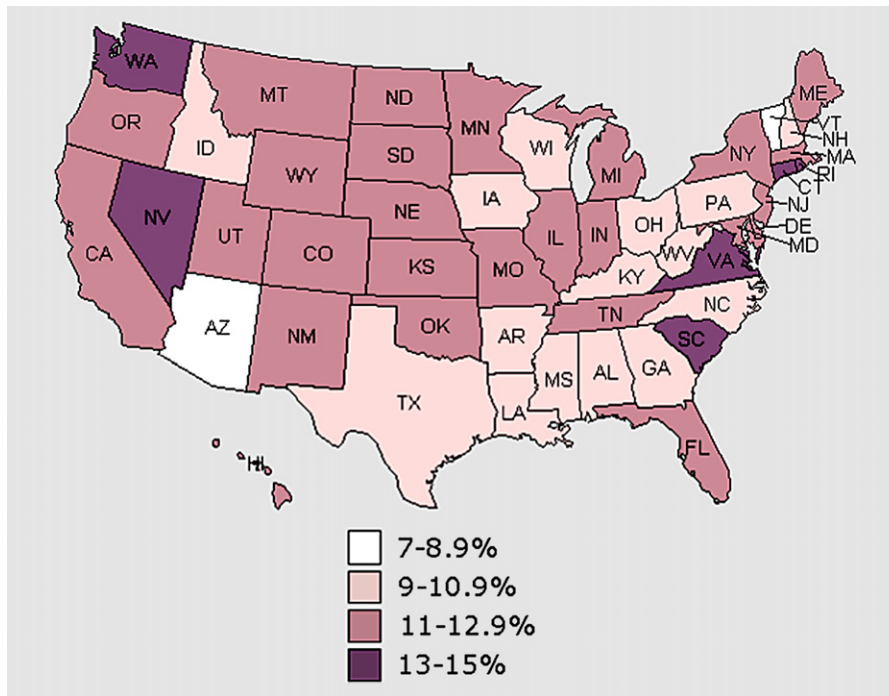 WA
MT
ND
MN
ME
OR
ID
WY
SD
WI
MI
NY
VT
NH
MA
RI
CT
NV
UT
CO
NE
IA
IL
IN
OH
PA
NJ
DE
MD
CA
KS
MO
KY
WV
VA
AZ
NM
OK
AR
TN
NC
SC
TX
LA
MS
AL
GA
FL
HI
7-8.9%
9-10.9%
11-12.9%
13-15%